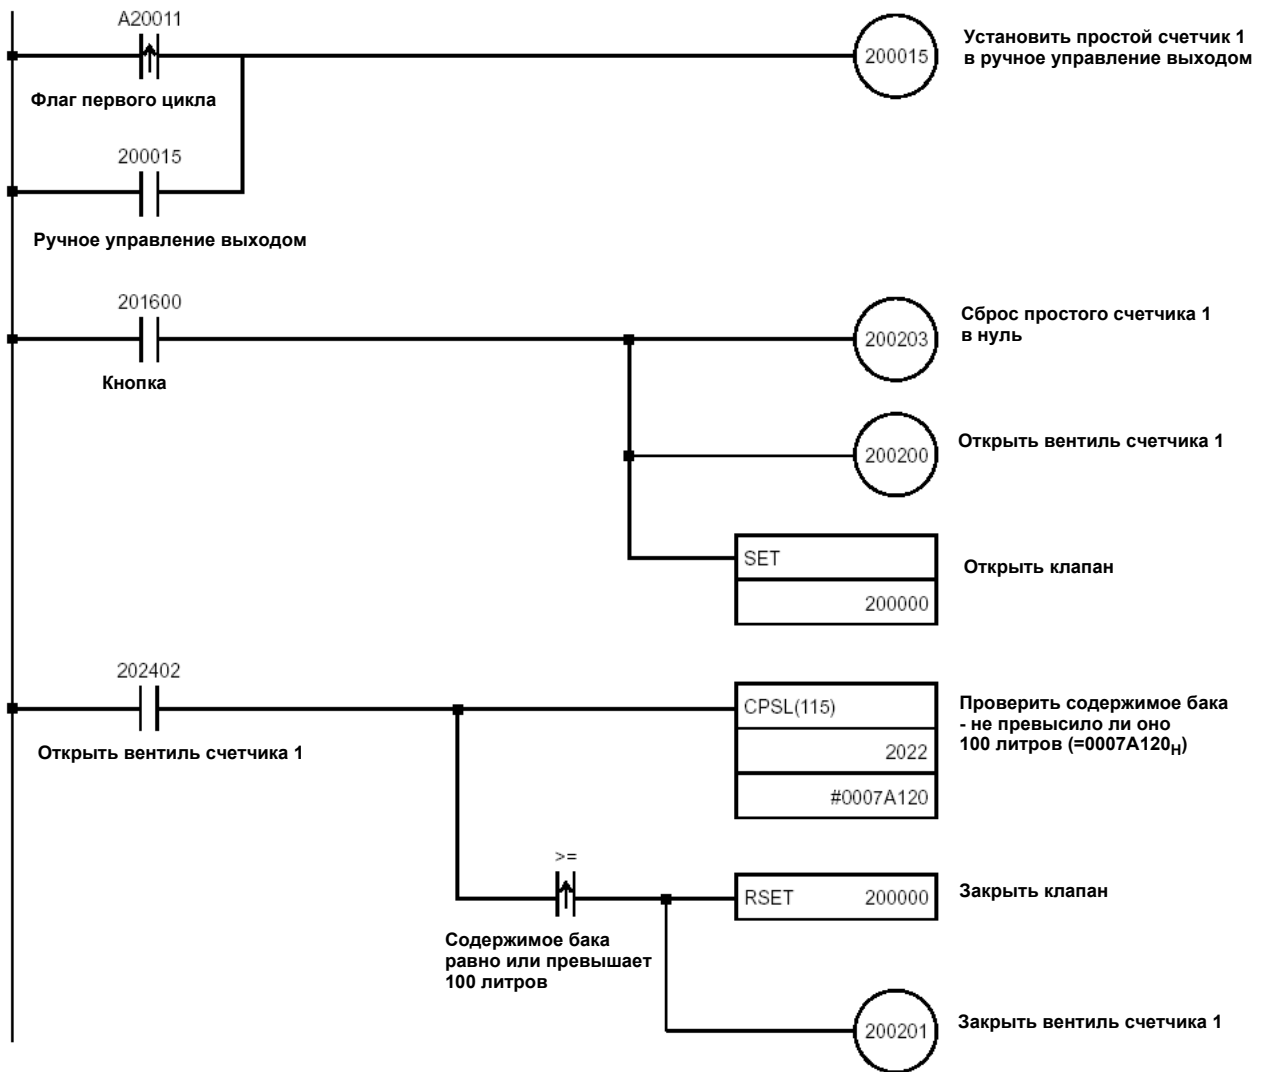 A20011
200015
Установить простой счетчик 1
в ручное управление выходом
Флаг первого цикла
200015
Ручное управление выходом
201600
200203
Сброс простого счетчика 1
в нуль
Кнопка
200200
Открыть вентиль счетчика 1
SET
200000
Открыть клапан
202402
Открыть вентиль счетчика 1
CPSL(115)
2022
#0007A120
Проверить содержимое бака
- не превысило ли оно
100 литров (=0007A120H)
>=
RSET 200000
Закрыть клапан
Содержимое бака
равно или превышает
100 литров
200201
Закрыть вентиль счетчика 1